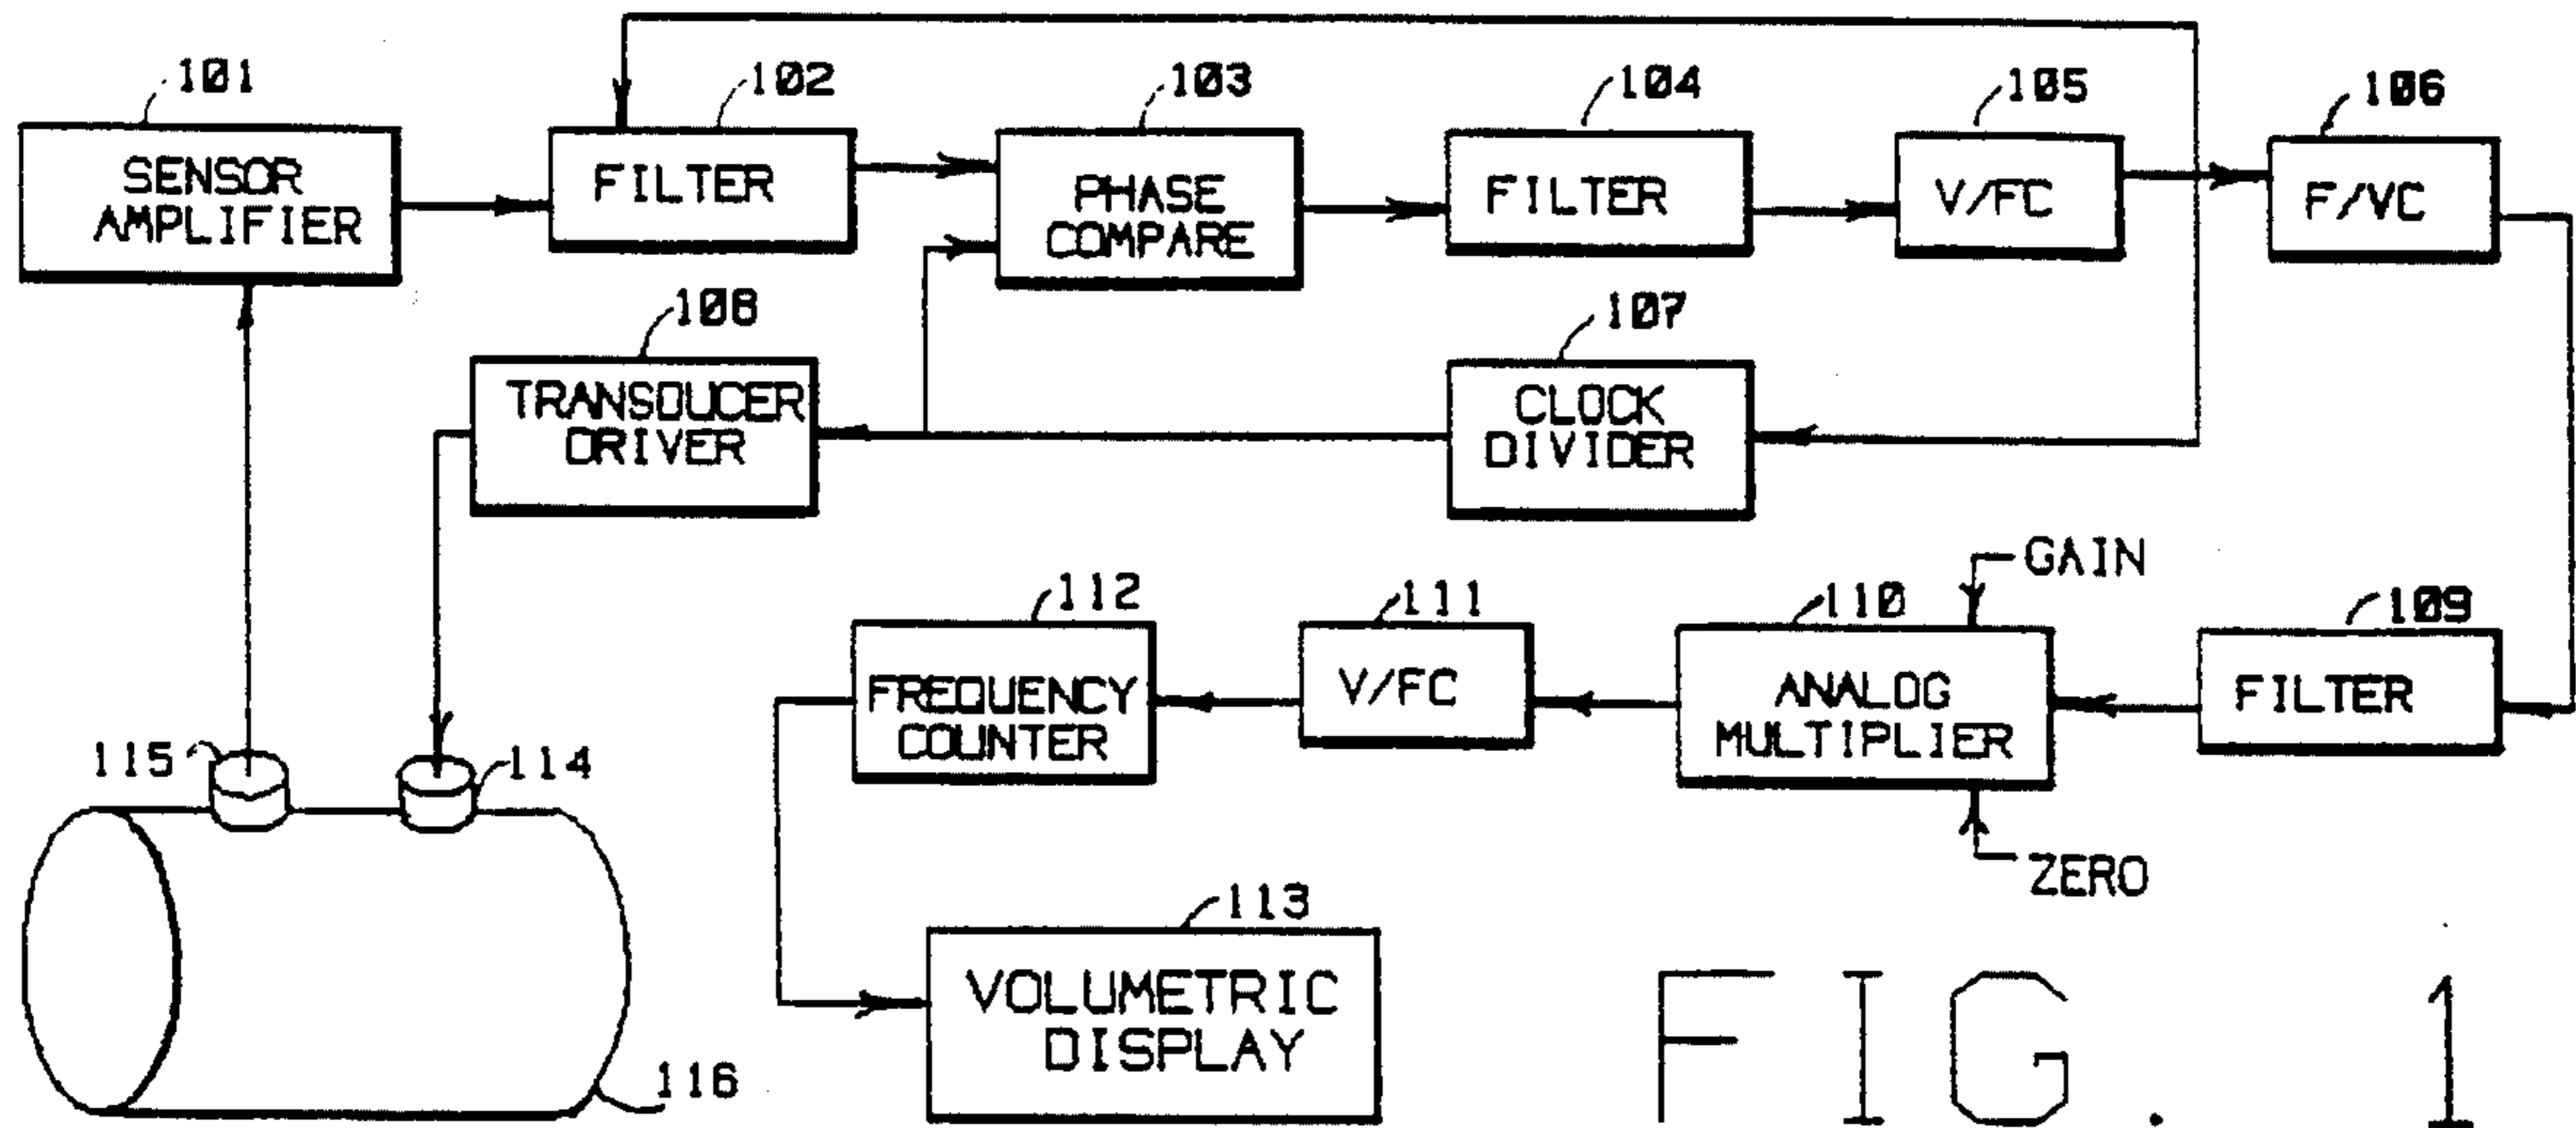 101
102
103
104
105
106
SENSOR
AMPLIFIER
FILTER
PHASE
COMPARE
FILTER
V/FC
F/VC
108
107
TRANSDUCER
DRIVER
CLOCK
DIVIDER
GAIN
112
111
110
109
FREQUENCY
COUNTER
V/FC
ANALOG
MULTIPLIER
FILTER
115
114
ZERO
113
VOLUMETRIC
DISPLAY
116
FIG. 1